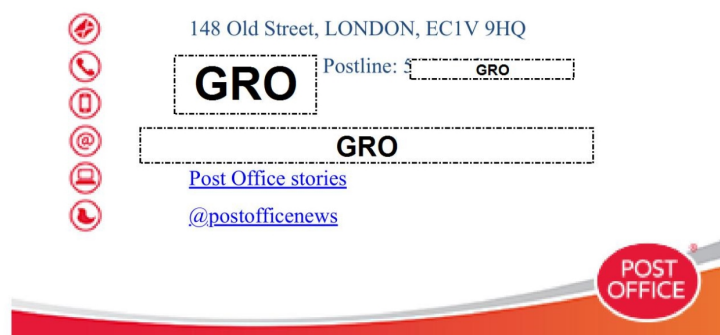 148 Old Street, LONDON, EC1V 9HQ
GRO Postline: 5 GRO
GRO
Post Office stories
@postofficenews
POST
OFFICE